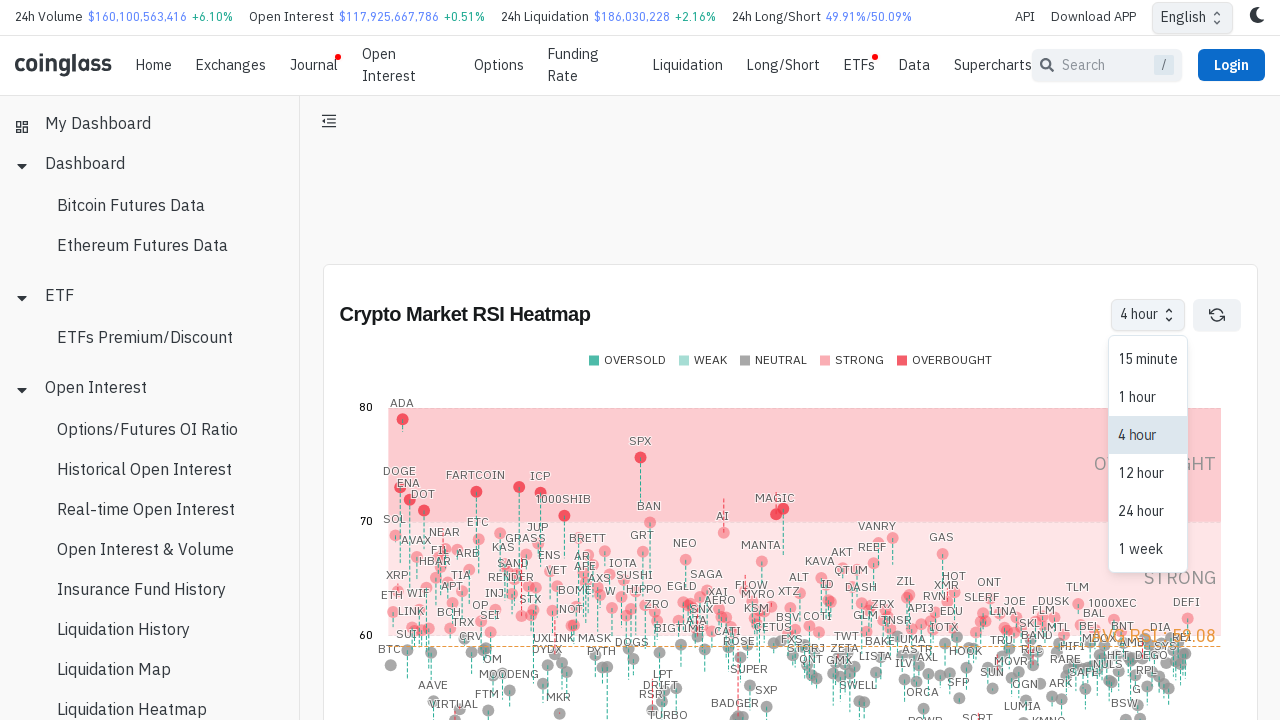 24h Volume $160,100,563,416 +6.10% Open Interest $117,925,667,786 +0.51% 24h Liquidation $186,030,228 +2.16% 24h Long/Short 49.91%/50.09% API Download APP English
coinglass Home Exchanges Journal Open Interest Options Funding Rate Liquidation Long/Short ETFs Data Supercharts Search / Login
My Dashboard
Dashboard
Bitcoin Futures Data
Ethereum Futures Data
ETF
ETFs Premium/Discount
Open Interest
Options/Futures OI Ratio
Historical Open Interest
Real-time Open Interest
Open Interest & Volume
Insurance Fund History
Liquidation History
Liquidation Map
Liquidation Heatmap
Crypto Market RSI Heatmap
4 hour
15 minute
1 hour
4 hour
12 hour
24 hour
1 week
OVERSOLD WEAK NEUTRAL STRONG OVERBOUGHT
80
ADA
SPX
DOGE FARTCOIN ICP
ENA
DOT 1000SHIB MAGIC
BAN
70
SOL ETC AI
NEAR JUP VANRY
AVAX GRASS BRETT GRT GAS
FIL ARB KAS ENS AR NEO MANTA AKT REEF
HBAR SAND VET APE IOTA KAVA OTUM
XRP TIA RENDER AXS SUSHI SAGA ALT HOT STRONG
ETH WIF APT INJ BOME W HIPPO EGLD FLOW XTZ DASH ZIL XMR ONT TLM
LINK BCH OP STX NOT ZRO AERO XAI MYRO ID RVN SLERF JOE DUSK 1000XEC DEFI
TRX SEI SNX KSM BSV COTI GLM ZRX API3 EDU LINA FLM BAL
ATA TNSR SKL
60
SUI CRV UXLINK MASK BIGTIME CATI CETUS TWT BAKE UMA IOTX TRU BAND MTL BEL BNT DIA
BTC OM DYDX PYTH DOGS ROSE FXS STORJ ZETA ASTR HOOK RLC HIFI AMB SYS
MOODENG LPT SUPER ONT GMX LISTA ILV AXL MOVR RARE HFT DEGO
AAVE DRIFT SWELL SFP SUN SAFE NULS RPL
FTM MKR RSR SXP ORCA OGN ARK G
VIRTUAL TURBO BADGER LUMIA BSW
POWR SCRT KMNO